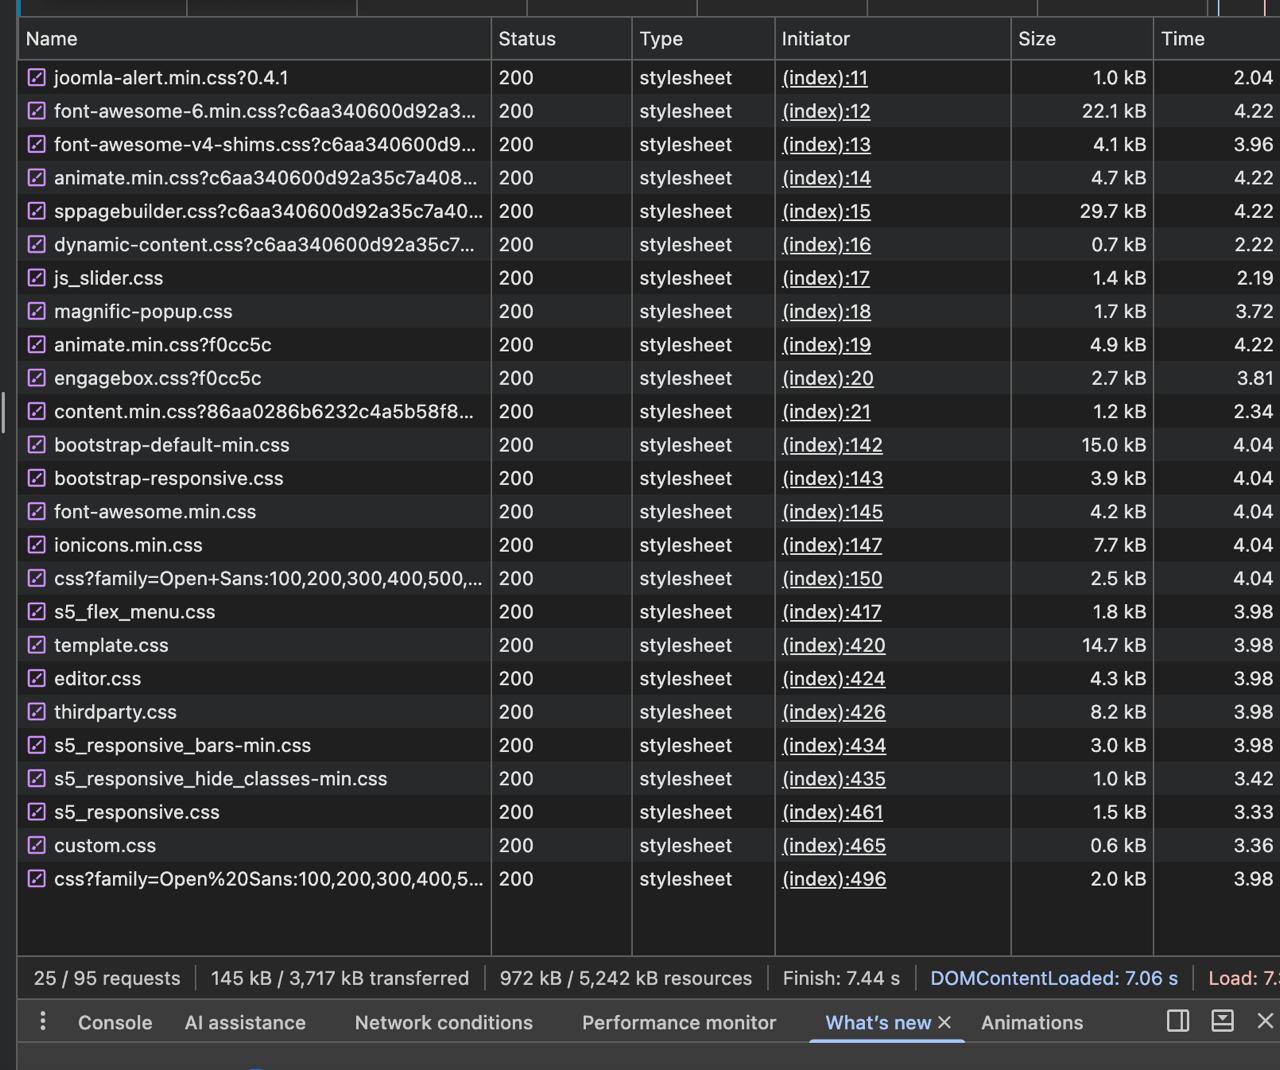 Name Status Type Initiator Size Time
joomla-alert.min.css?0.4.1 200 stylesheet (index):11 1.0 kB 2.04
font-awesome-6.min.css?c6aa340600d92a3... 200 stylesheet (index):12 22.1 kB 4.22
font-awesome-v4-shims.css?c6aa340600d9... 200 stylesheet (index):13 4.1 kB 3.96
animate.min.css?c6aa340600d92a35c7a408... 200 stylesheet (index):14 4.7 kB 4.22
sppagebuilder.css?c6aa340600d92a35c7a40... 200 stylesheet (index):15 29.7 kB 4.22
dynamic-content.css?c6aa340600d92a35c7... 200 stylesheet (index):16 0.7 kB 2.22
js_slider.css 200 stylesheet (index):17 1.4 kB 2.19
magnific-popup.css 200 stylesheet (index):18 1.7 kB 3.72
animate.min.css?f0cc5c 200 stylesheet (index):19 4.9 kB 4.22
engagebox.css?f0cc5c 200 stylesheet (index):20 2.7 kB 3.81
content.min.css?86aa0286b6232c4a5b58f8... 200 stylesheet (index):21 1.2 kB 2.34
bootstrap-default-min.css 200 stylesheet (index):142 15.0 kB 4.04
bootstrap-responsive.css 200 stylesheet (index):143 3.9 kB 4.04
font-awesome.min.css 200 stylesheet (index):145 4.2 kB 4.04
ionicons.min.css 200 stylesheet (index):147 7.7 kB 4.04
css?family=Open+Sans:100,200,300,400,500,... 200 stylesheet (index):150 2.5 kB 4.04
s5_flex_menu.css 200 stylesheet (index):417 1.8 kB 3.98
template.css 200 stylesheet (index):420 14.7 kB 3.98
editor.css 200 stylesheet (index):424 4.3 kB 3.98
thirdparty.css 200 stylesheet (index):426 8.2 kB 3.98
s5_responsive_bars-min.css 200 stylesheet (index):434 3.0 kB 3.98
s5_responsive_hide_classes-min.css 200 stylesheet (index):435 1.0 kB 3.42
s5_responsive.css 200 stylesheet (index):461 1.5 kB 3.33
custom.css 200 stylesheet (index):465 0.6 kB 3.36
css?family=Open%20Sans:100,200,300,400,5... 200 stylesheet (index):496 2.0 kB 3.98
25 / 95 requests 145 kB / 3,717 kB transferred 972 kB / 5,242 kB resources Finish: 7.44 s DOMContentLoaded: 7.06 s Load: 7.
Console AI assistance Network conditions Performance monitor What's new Animations